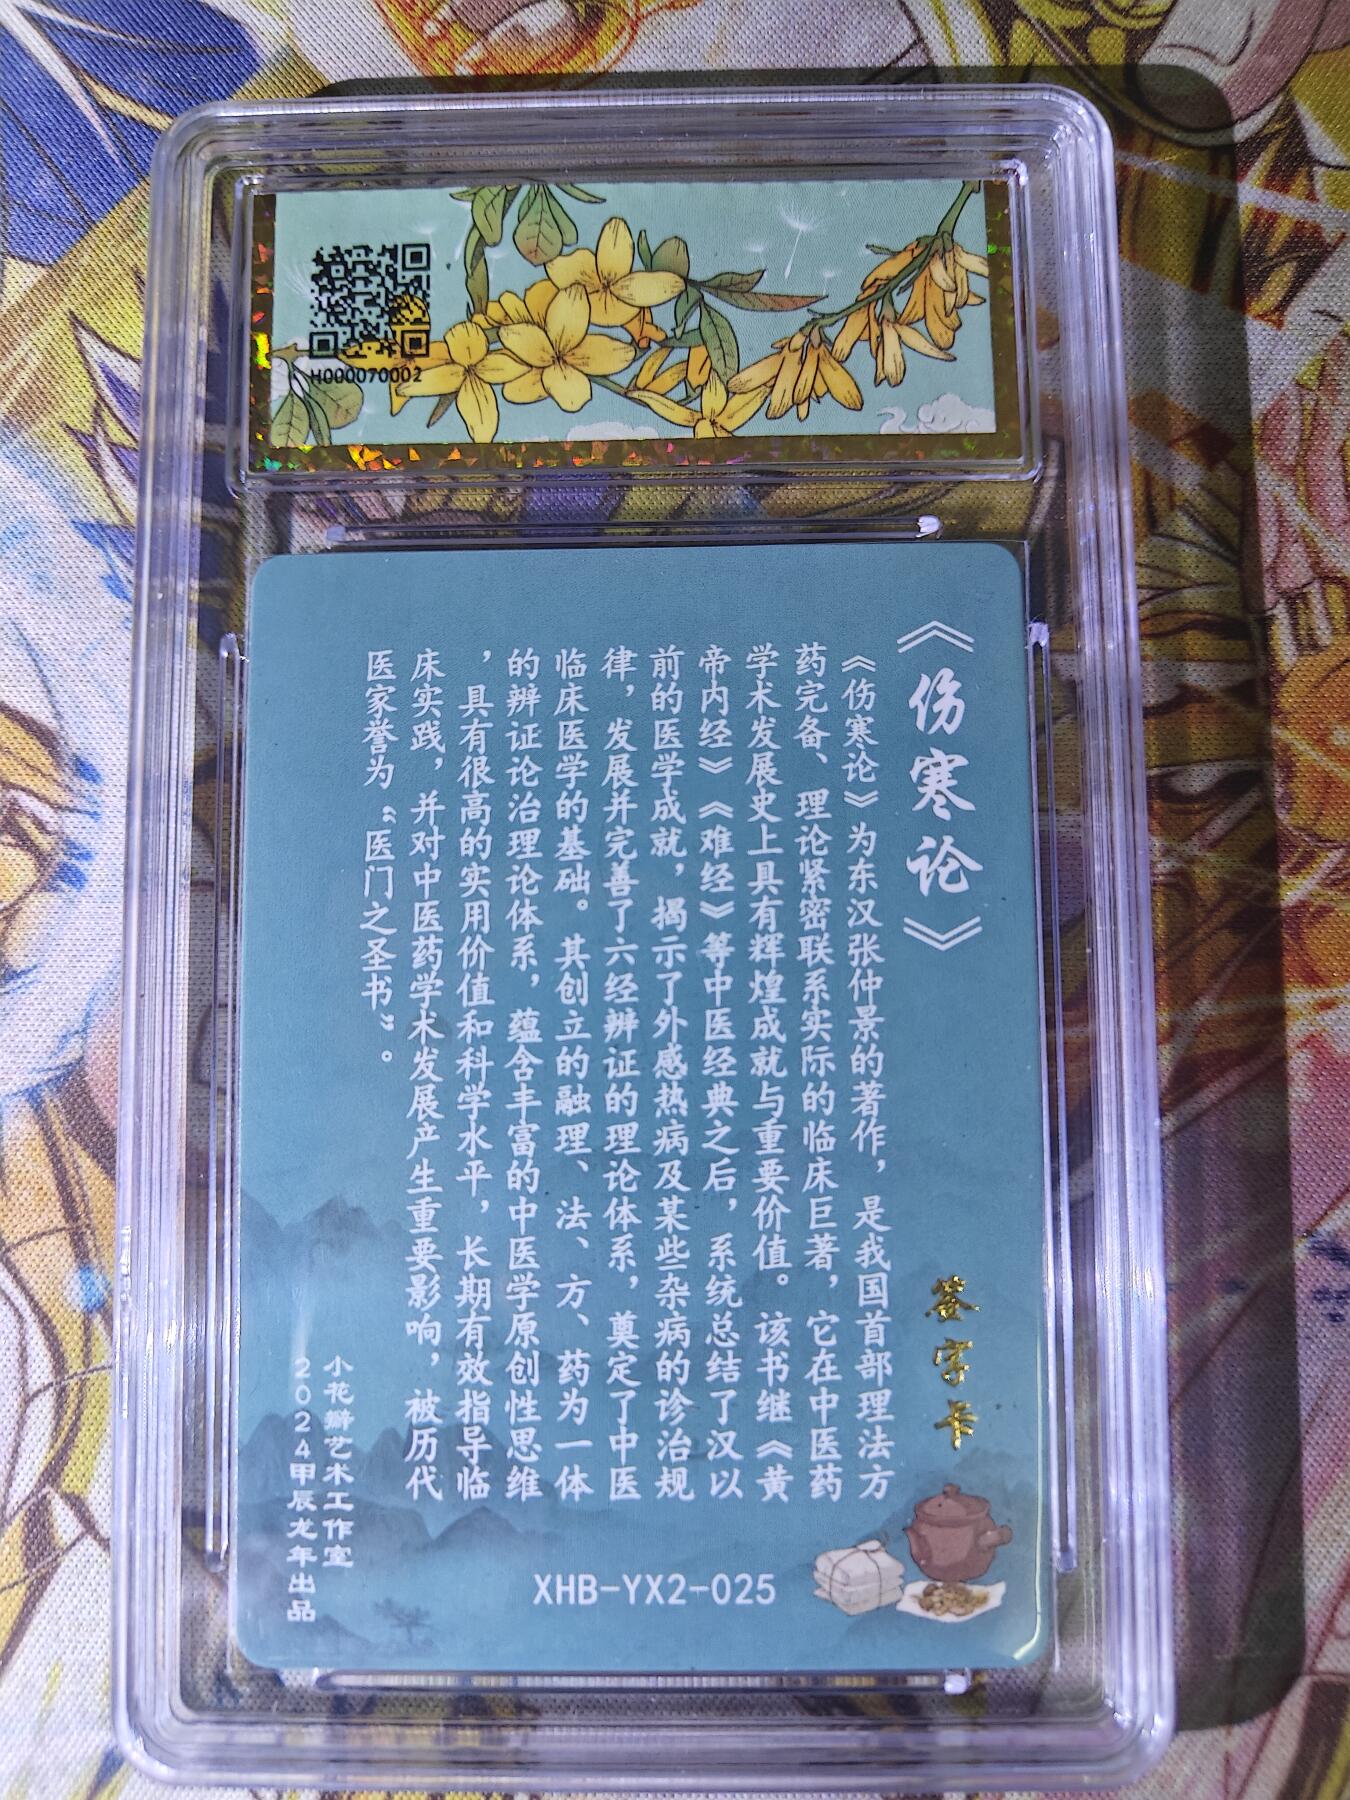 H000070002
《伤寒论》
《伤寒论》为东汉张仲景的著作，是我国首部理法方
药完备、理论紧密联系实际的临床巨著，它在中医药
学术发展史上具有辉煌成就与重要价值。该书继《黄
帝内经》《难经》等中医经典之后，系统总结了汉以
前的医学成就，揭示了外感热病及某些杂病的诊治规
律，发展并完善了六经辨证的理论体系，奠定了中医
临床医学的基础。其创立的融理、法、方、药为一体
的辨证论治理论体系，蕴含丰富的中医学原创性思维
，具有很高的实用价值和科学水平，长期有效指导临
床实践，并对中医药学术发展产生重要影响，被历代
医家誉为“医门之圣书”。
签字卡
小花瓣艺术工作室
2024甲辰龙年出品
XHB-YX2-025